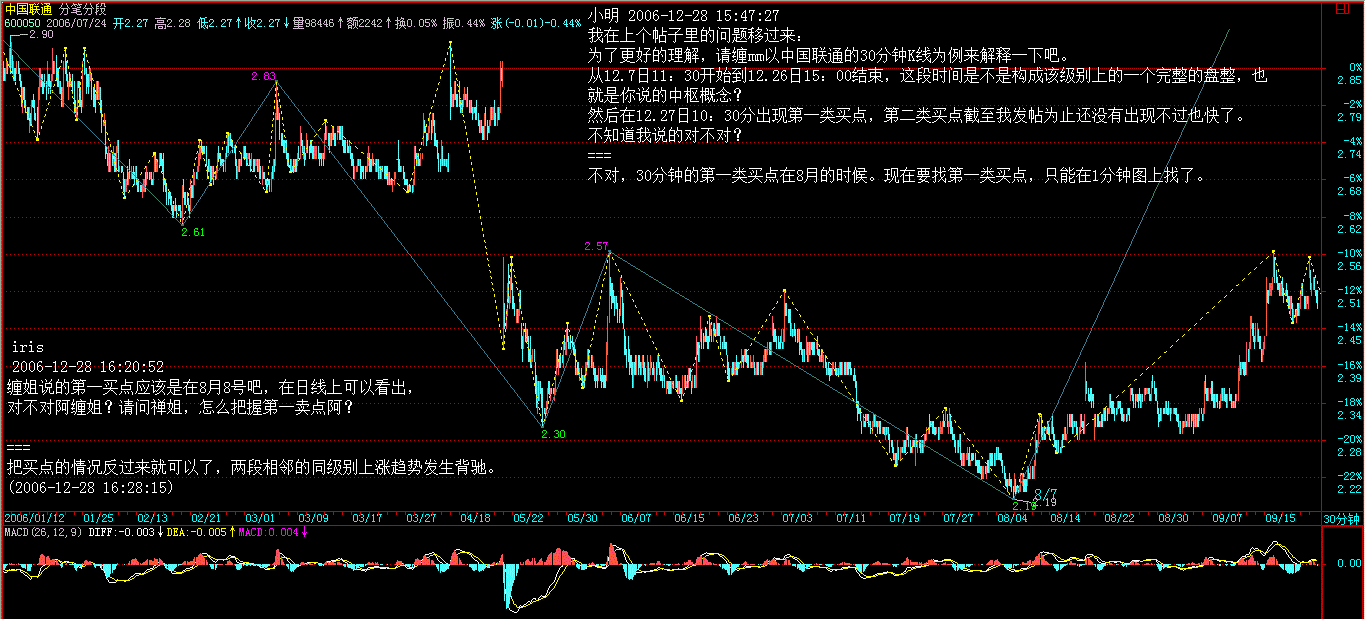 中国联通 分笔分段
600050 2006/07/24 开2.27 高2.28 低2.27↑收2.27↓量98446↑额2242↑换0.05% 振0.44% 涨(-0.01)-0.44%
小明 2006-12-28 15:47:27
我在上个帖子里的问题移过来:
为了更好的理解，请缠mm以中国联通的30分钟K线为例来解释一下吧。
从12.7日11：30开始到12.26日15：00结束，这段时间是不是构成该级别上的一个完整的盘整，也
就是你说的中枢概念？
然后在12.27日10：30分出现第一类买点，第二类买点截至我发帖为止还没有出现不过也快了。
不知道我说的对不对？
===
不对，30分钟的第一类买点在8月的时候。现在要找第一类买点，只能在1分钟图上找了。
2.90
2.83
2.61
2.57
2.30
8/7
2.19
2.19
0%
2.85
-2%
2.79
-4%
2.74
-6%
2.68
-8%
2.62
-10%
2.56
-12%
2.51
-14%
2.45
-16%
2.39
-18%
2.34
-20%
2.28
-22%
2.22
iris
2006-12-28 16:20:52
缠姐说的第一买点应该是在8月8号吧，在日线上可以看出，
对不对阿缠姐？请问禅姐，怎么把握第一卖点阿？
===
把买点的情况反过来就可以了，两段相邻的同级别上涨趋势发生背驰。
(2006-12-28 16:28:15)
2006/01/12 01/25 02/13 02/21 03/01 03/09 03/17 03/27 04/18 05/22 05/30 06/07 06/15 06/23 07/03 07/11 07/19 07/27 08/04 08/14 08/22 08/30 09/07 09/15 30分钟
MACD(26,12,9) DIFF:-0.003↓DEA:-0.005↑MACD:0.004↓
0.00